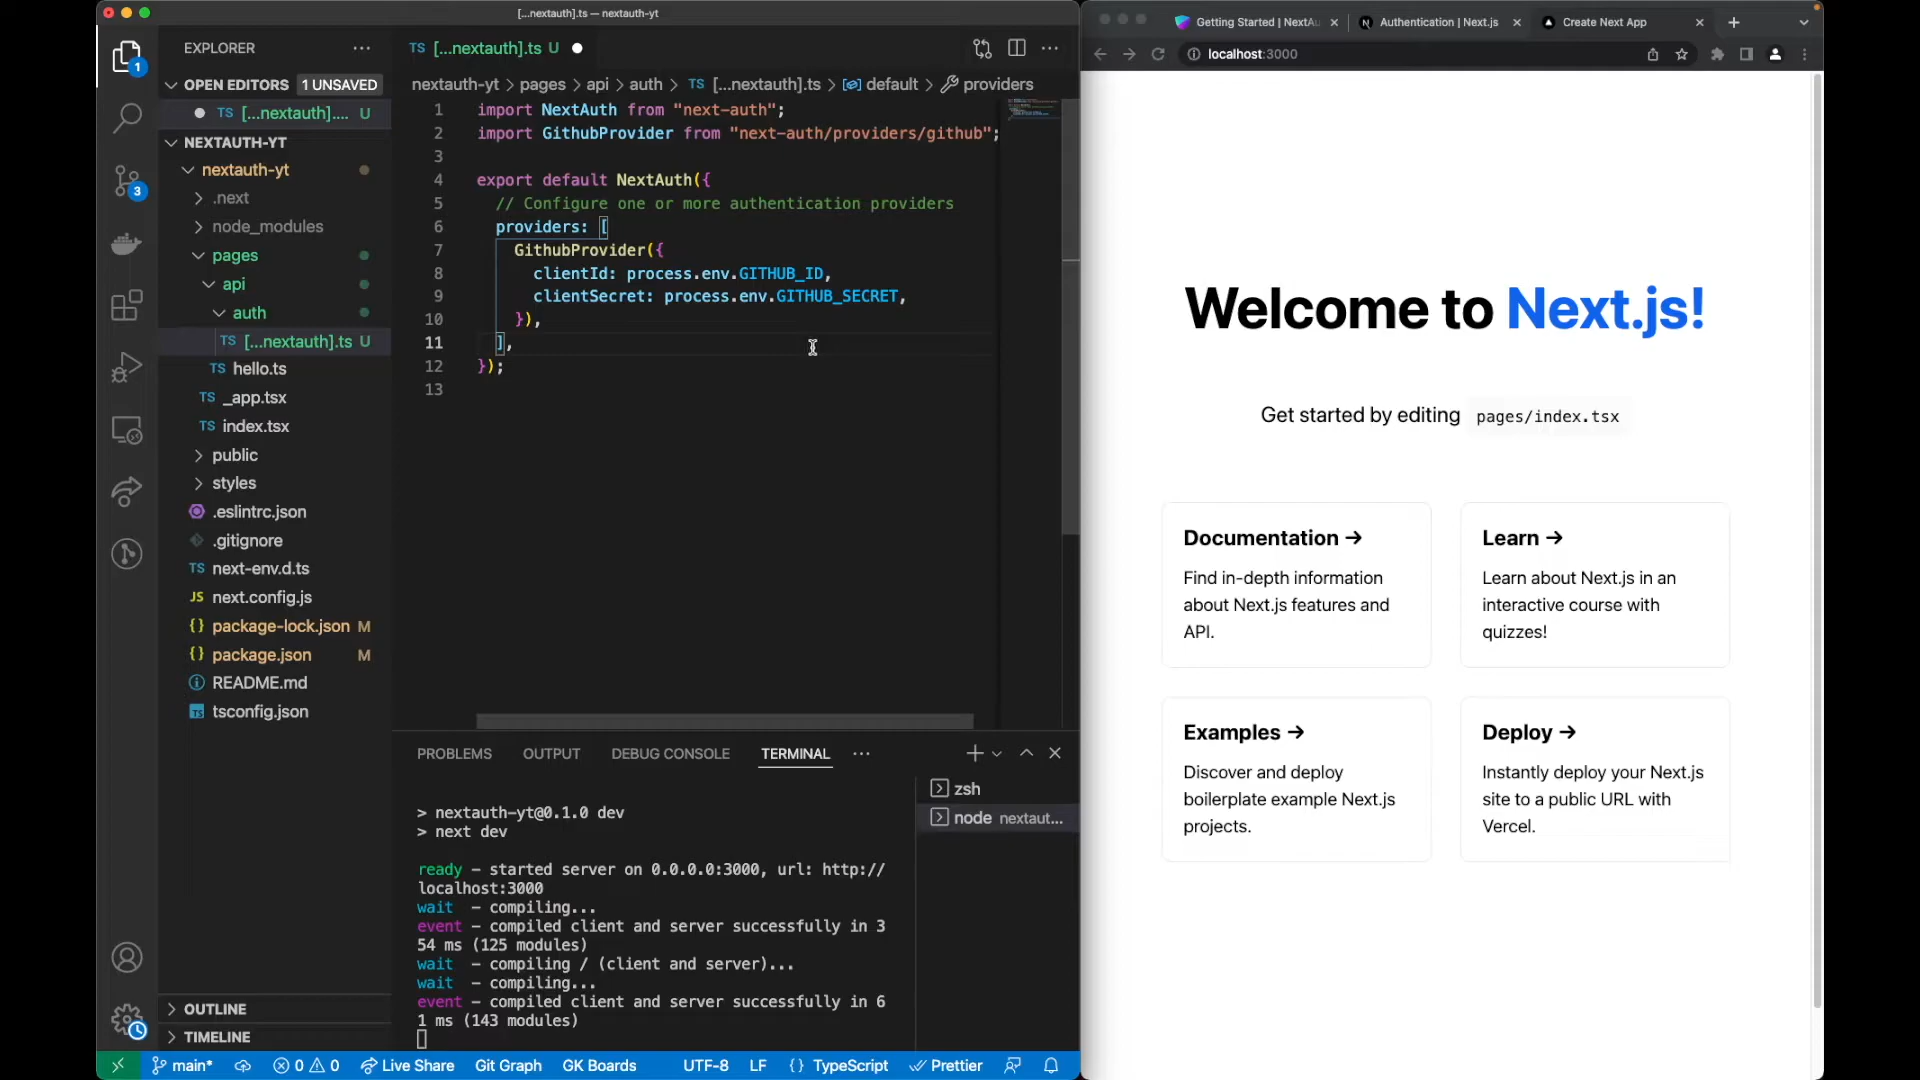 [...nextauth].ts — nextauth-yt
EXPLORER
OPEN EDITORS 1 UNSAVED
TS [...nextauth].... U
NEXTAUTH-YT
nextauth-yt
.next
node_modules
pages
api
auth
TS [...nextauth].ts U
TS hello.ts
TS _app.tsx
TS index.tsx
public
styles
.eslintrc.json
.gitignore
TS next-env.d.ts
JS next.config.js
{} package-lock.json M
{} package.json M
README.md
TS tsconfig.json
OUTLINE
TIMELINE
1
3
TS [...nextauth].ts U
nextauth-yt > pages > api > auth > TS [...nextauth].ts > default > providers
1 import NextAuth from "next-auth";
2 import GithubProvider from "next-auth/providers/github";
3
4 export default NextAuth({
5 // Configure one or more authentication providers
6 providers: [
7 GithubProvider({
8 clientId: process.env.GITHUB_ID,
9 clientSecret: process.env.GITHUB_SECRET,
10 }),
11 ],
12 });
13
PROBLEMS OUTPUT DEBUG CONSOLE TERMINAL
> nextauth-yt@0.1.0 dev
> next dev
ready - started server on 0.0.0.0:3000, url: http://
localhost:3000
wait - compiling...
event - compiled client and server successfully in 3
54 ms (125 modules)
wait - compiling / (client and server)...
wait - compiling...
event - compiled client and server successfully in 6
1 ms (143 modules)
zsh
node nextaut...
main* 0 0 Live Share Git Graph GK Boards UTF-8 LF {} TypeScript Prettier
Getting Started | NextAu
Authentication | Next.js
Create Next App
localhost:3000
Welcome to Next.js!
Get started by editing pages/index.tsx
Documentation →
Find in-depth information
about Next.js features and
API.
Learn →
Learn about Next.js in an
interactive course with
quizzes!
Examples →
Discover and deploy
boilerplate example Next.js
projects.
Deploy →
Instantly deploy your Next.js
site to a public URL with
Vercel.